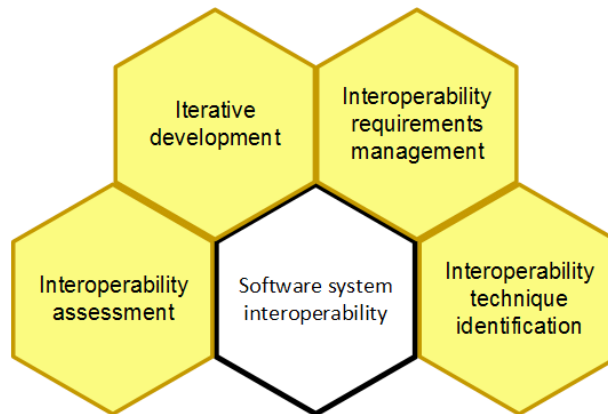 Iterative
development
Interoperability
requirements
management
Interoperability
assessment
Software system
interoperability
Interoperability
technique
identification